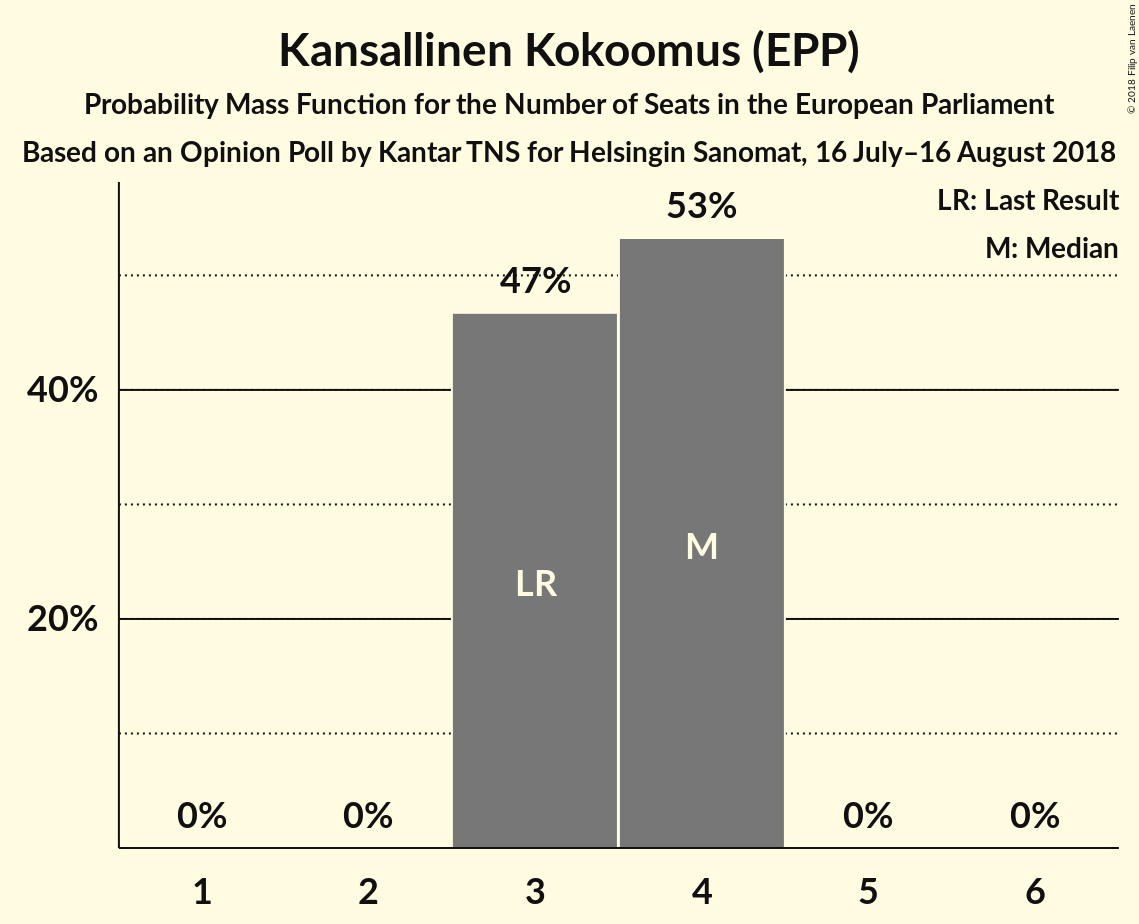 Kansallinen Kokoomus (EPP)
Probability Mass Function for the Number of Seats in the European Parliament
Based on an Opinion Poll by Kantar TNS for Helsingin Sanomat, 16 July–16 August 2018
© 2018 Filip van Laenen
LR: Last Result
M: Median
53%
47%
40%
M
LR
20%
0% 0% 0% 0%
1 2 3 4 5 6